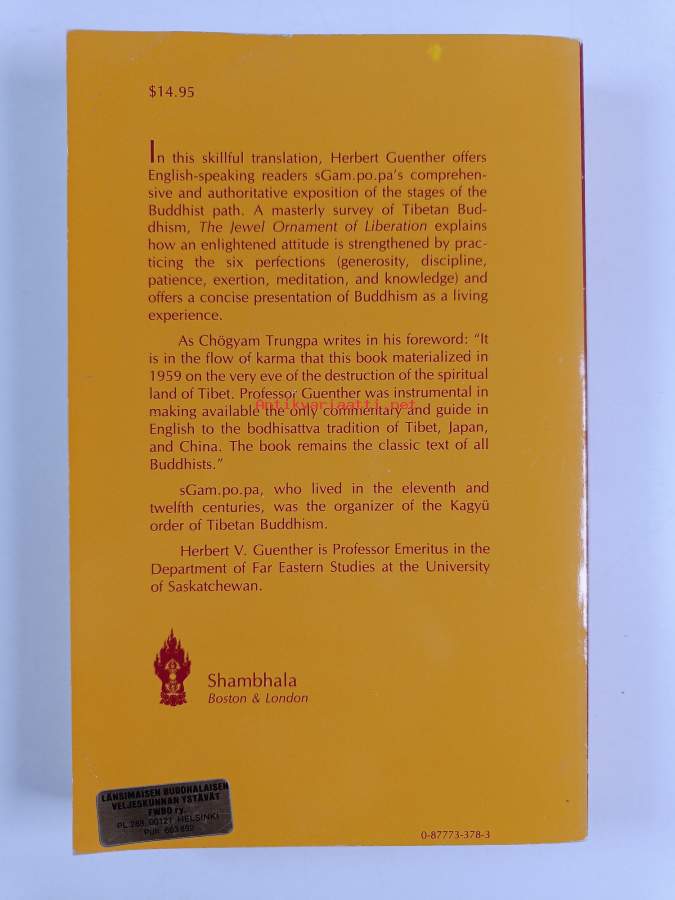 $14.95
In this skillful translation, Herbert Guenther offers
English-speaking readers sGam.po.pa's comprehen-
sive and authoritative exposition of the stages of the
Buddhist path. A masterly survey of Tibetan Bud-
dhism, The Jewel Ornament of Liberation explains
how an enlightened attitude is strengthened by prac-
ticing the six perfections (generosity, discipline,
patience, exertion, meditation, and knowledge) and
offers a concise presentation of Buddhism as a living
experience.
As Chögyam Trungpa writes in his foreword: "It
is in the flow of karma that this book materialized in
1959 on the very eve of the destruction of the spiritual
land of Tibet. Professor Guenther was instrumental in
Antikvariaatti.net
making available the only commentary and guide in
English to the bodhisattva tradition of Tibet, Japan,
and China. The book remains the classic text of all
Buddhists."
sGam.po.pa, who lived in the eleventh and
twelfth centuries, was the organizer of the Kagyü
order of Tibetan Buddhism.
Herbert V. Guenther is Professor Emeritus in the
Department of Far Eastern Studies at the University
of Saskatchewan.
Shambhala
Boston & London
LÄNSIMAISEN BUDDHALAISEN
VELJESKUNNAN YSTÄVÄT
FWBO ry.
PL 288, 00121 HELSINKI
Puh.
0-87773-378-3